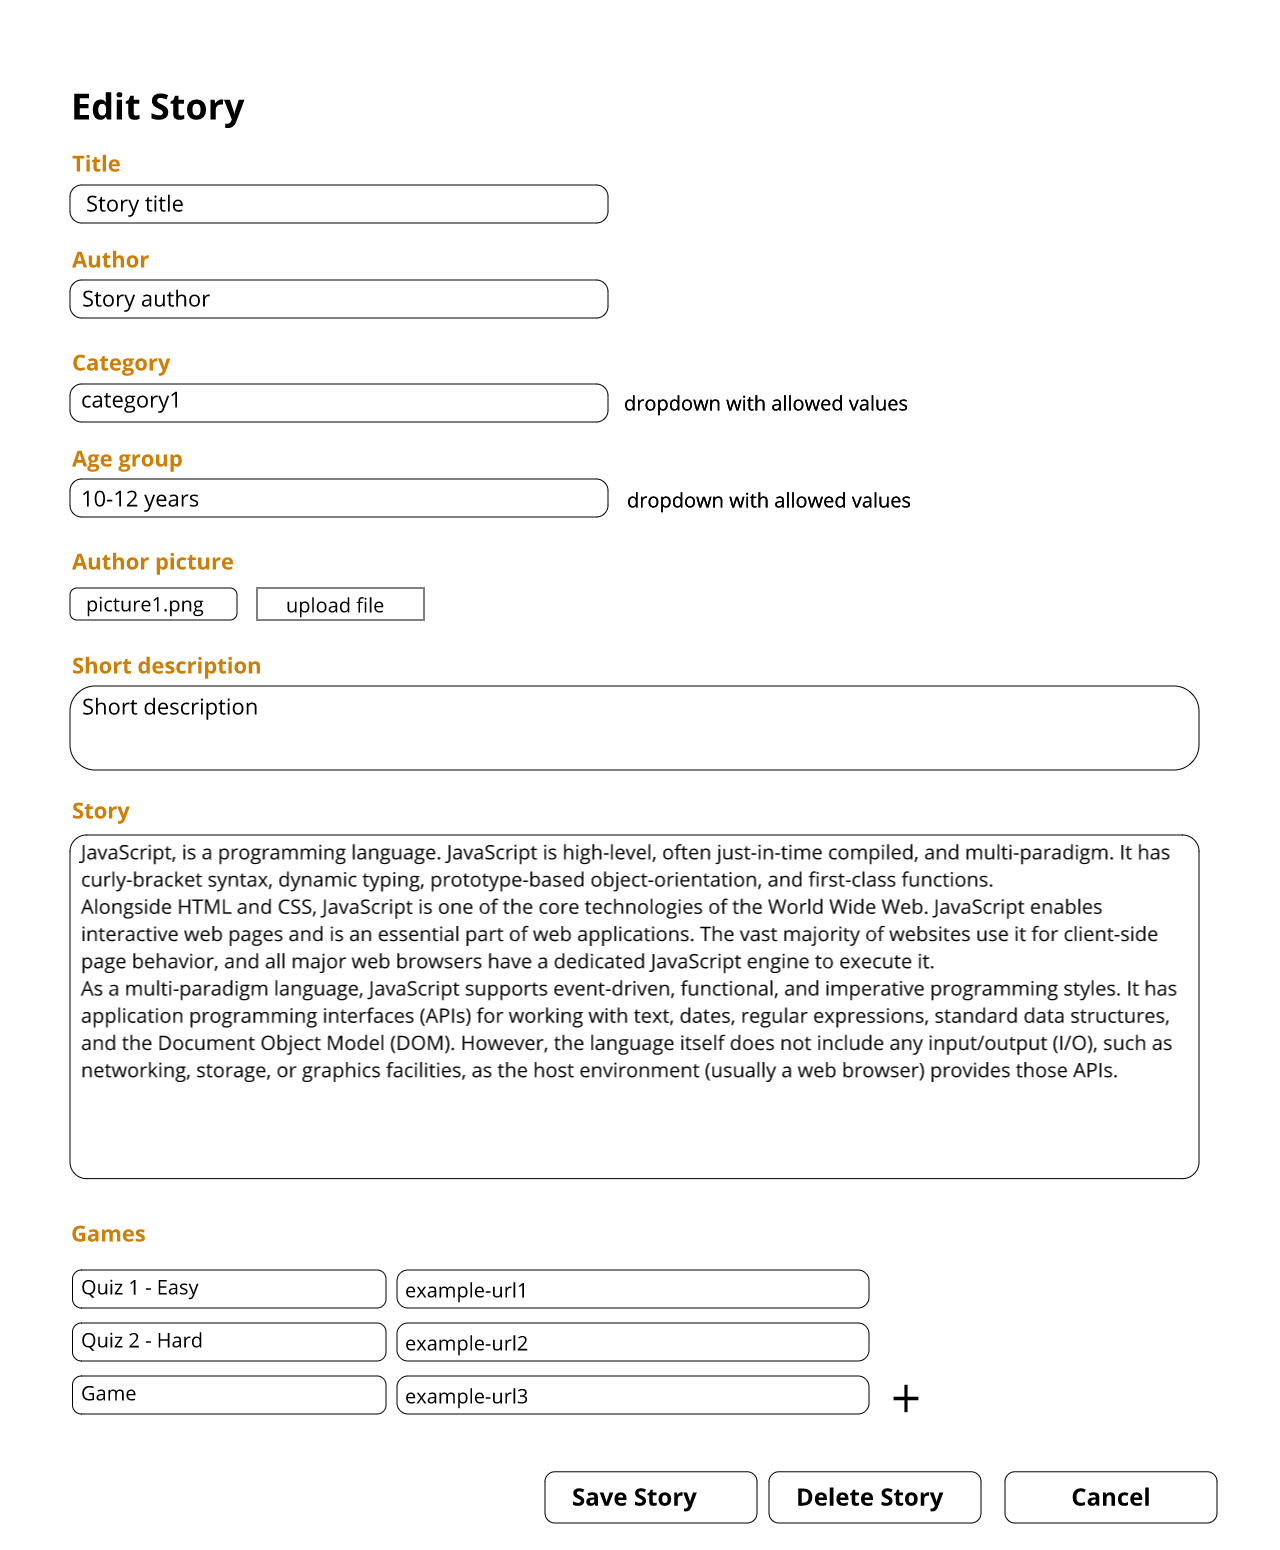 Edit Story
Title
Story title
Author
Story author
Category
category1
dropdown with allowed values
Age group
10-12 years
dropdown with allowed values
Author picture
picture1.png
upload file
Short description
Short description
Story
JavaScript, is a programming language. JavaScript is high-level, often just-in-time compiled, and multi-paradigm. It has
curly-bracket syntax, dynamic typing, prototype-based object-orientation, and first-class functions.
Alongside HTML and CSS, JavaScript is one of the core technologies of the World Wide Web. JavaScript enables
interactive web pages and is an essential part of web applications. The vast majority of websites use it for client-side
page behavior, and all major web browsers have a dedicated JavaScript engine to execute it.
As a multi-paradigm language, JavaScript supports event-driven, functional, and imperative programming styles. It has
application programming interfaces (APIs) for working with text, dates, regular expressions, standard data structures,
and the Document Object Model (DOM). However, the language itself does not include any input/output (I/O), such as
networking, storage, or graphics facilities, as the host environment (usually a web browser) provides those APIs.
Games
Quiz 1 - Easy
example-url1
Quiz 2 - Hard
example-url2
Game
example-url3
+
Save Story
Delete Story
Cancel